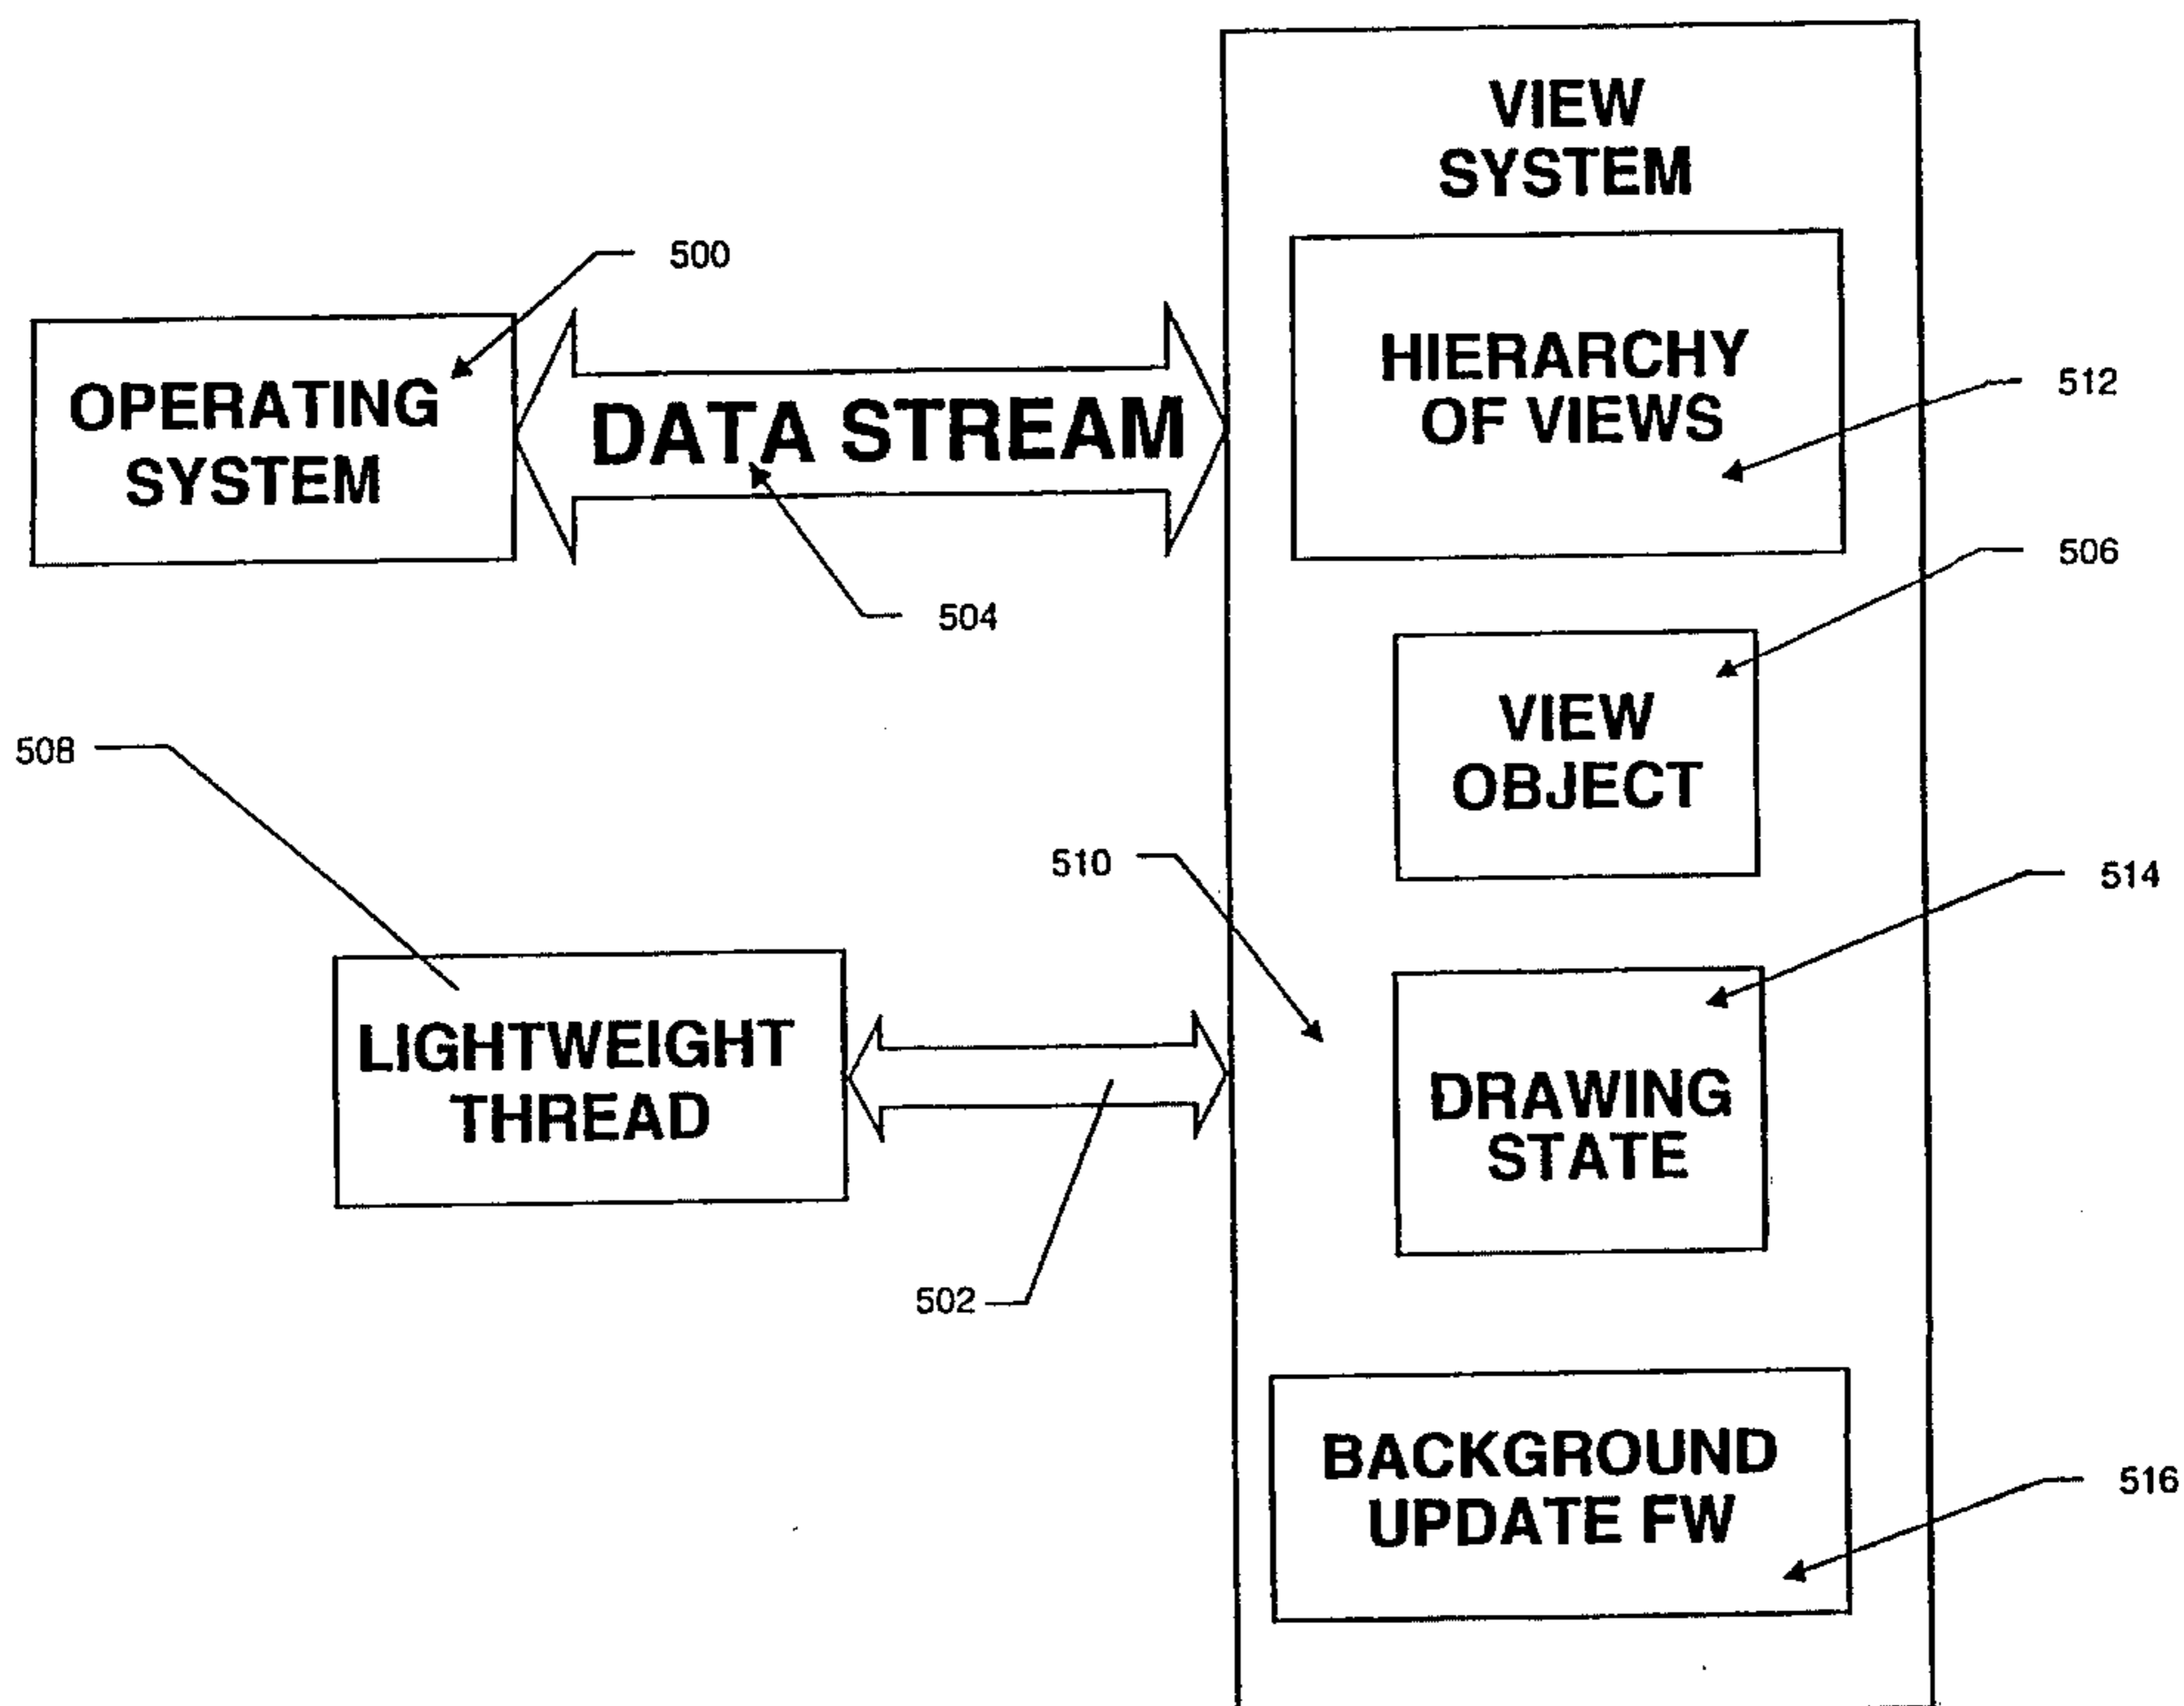 VIEW
SYSTEM
500
HIERARCHY
OF VIEWS
512
OPERATING
SYSTEM
DATA STREAM
504
506
VIEW
OBJECT
508
510
514
LIGHTWEIGHT
THREAD
DRAWING
STATE
502
BACKGROUND
UPDATE FW
516